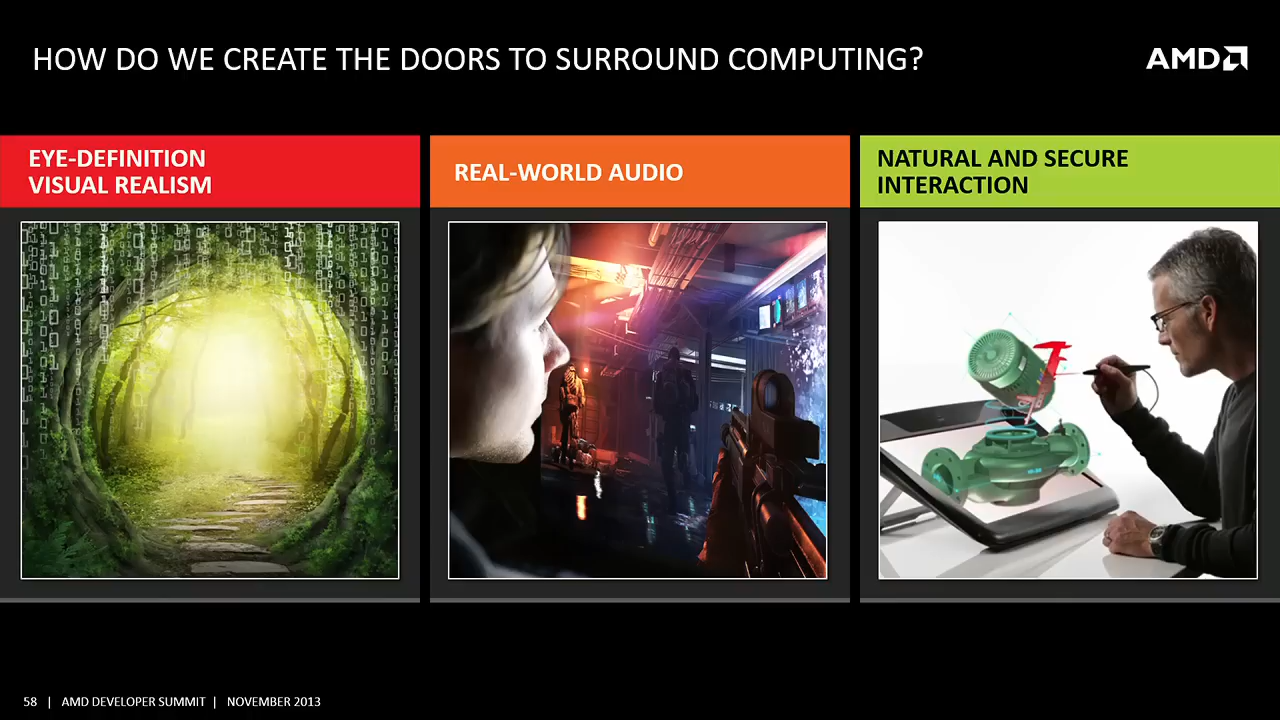 HOW DO WE CREATE THE DOORS TO SURROUND COMPUTING?
AMD
EYE-DEFINITION
VISUAL REALISM
REAL-WORLD AUDIO
NATURAL AND SECURE
INTERACTION
58 | AMD DEVELOPER SUMMIT | NOVEMBER 2013